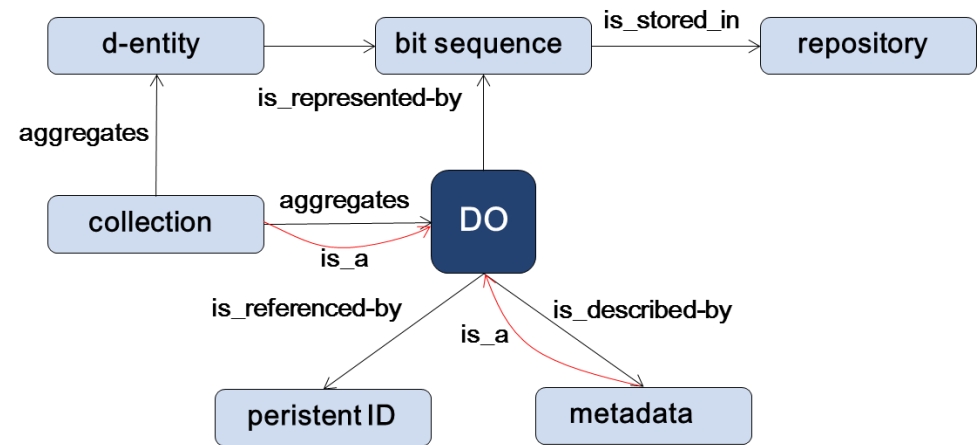 is_stored_in
d-entity
bit sequence
repository
is_represented-by
aggregates
collection
aggregates
DO
is_a
is_referenced-by
is_described-by
is_a
peristent ID
metadata